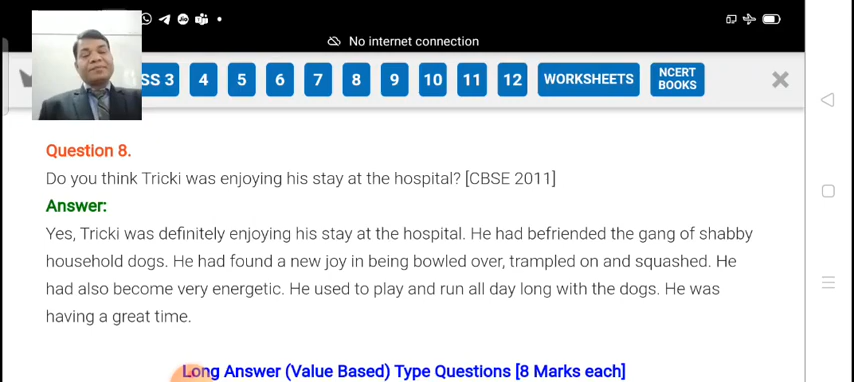 No internet connection
SS 3 4 5 6 7 8 9 10 11 12 WORKSHEETS NCERT BOOKS
Question 8.
Do you think Tricki was enjoying his stay at the hospital? [CBSE 2011]
Answer:
Yes, Tricki was definitely enjoying his stay at the hospital. He had befriended the gang of shabby
household dogs. He had found a new joy in being bowled over, trampled on and squashed. He
had also become very energetic. He used to play and run all day long with the dogs. He was
having a great time.
Long Answer (Value Based) Type Questions [8 Marks each]